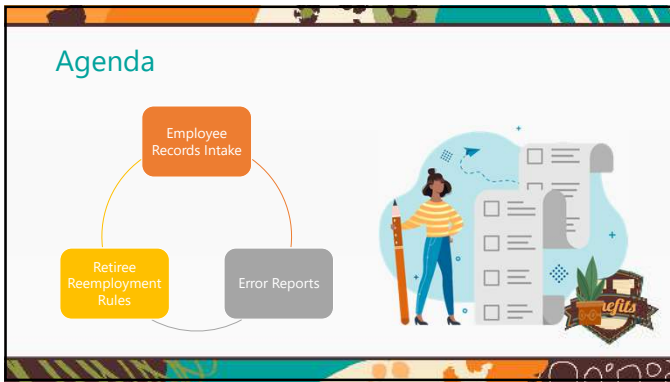 Agenda
Employee
Records Intake
Retiree
Reemployment
Rules
Error Reports